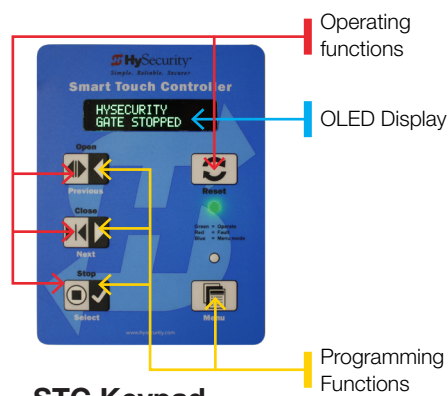 Operating
functions
HySecurity
Simple. Reliable. Secure.
Smart Touch Controller
HYSECURITY
GATE STOPPED
OLED Display
Open
Previous
Reset
Close
Next
Green = Operate
Red = Fault
Blue = Menu mode
Stop
Select
Menu
www.hysecurity.com
Programming
Functions
STC Keypad